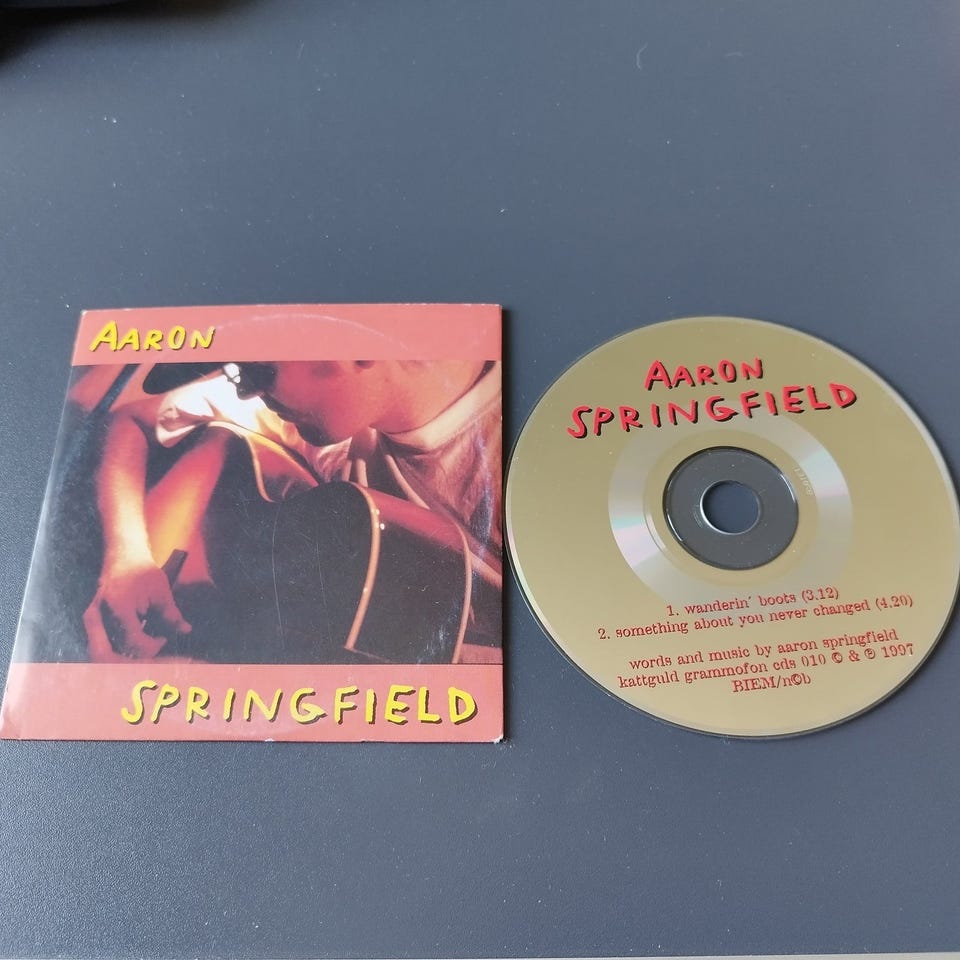 AARON
SPRINGFIELD
AARON
SPRINGFIELD
1. wanderin' boots (3.12)
2. something about you never changed (4.20)
words and music by aaron springfield
kattguld grammofon cds 010 © & ℗ 1997
BIEM/n©b